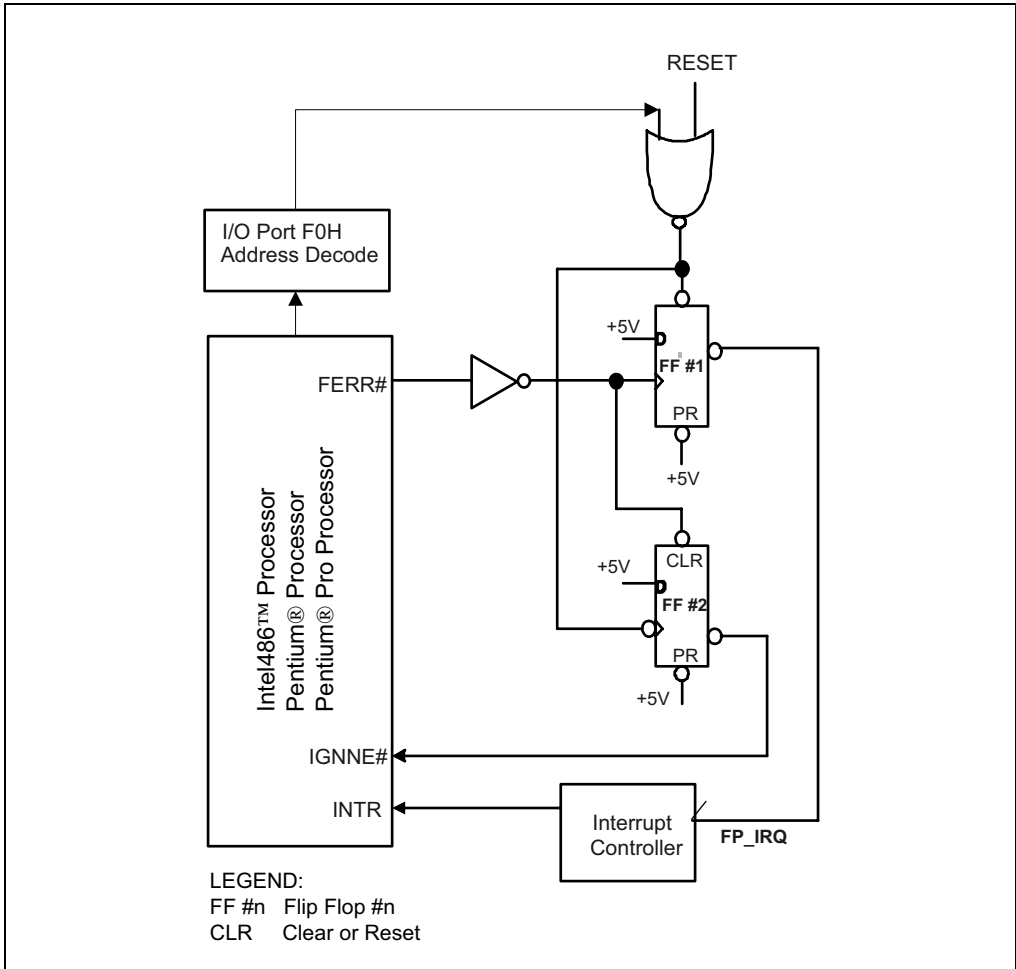 RESET
I/O Port F0H
Address Decode
+5V
FF #1
FERR#
PR
+5V
Intel486™ Processor
Pentium® Processor
Pentium® Pro Processor
CLR
+5V
FF #2
PR
+5V
IGNNE#
INTR
Interrupt
Controller
FP_IRQ
LEGEND:
FF #n Flip Flop #n
CLR Clear or Reset